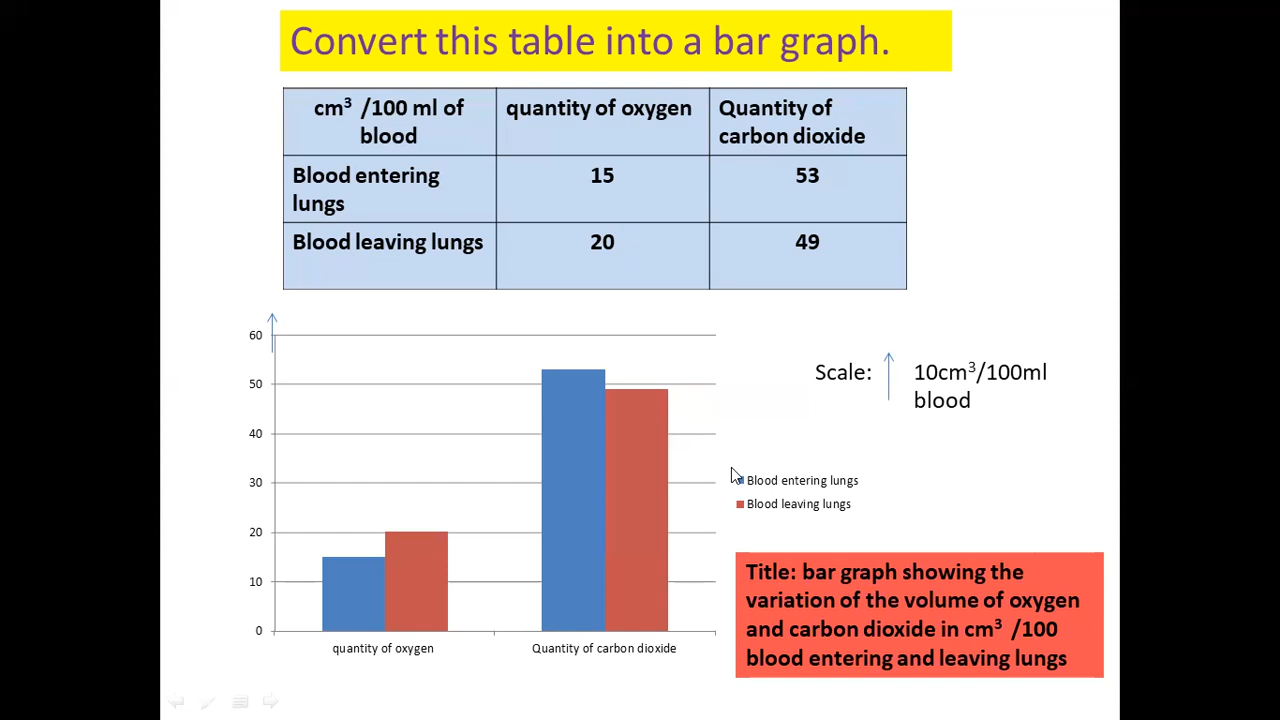 Convert this table into a bar graph.
cm³ /100 ml of
blood
quantity of oxygen
Quantity of
carbon dioxide
Blood entering
lungs
15
53
Blood leaving lungs
20
49
60
50
40
30
20
10
0
quantity of oxygen
Quantity of carbon dioxide
Scale:
10cm³/100ml
blood
Blood entering lungs
Blood leaving lungs
Title: bar graph showing the
variation of the volume of oxygen
and carbon dioxide in cm³ /100
blood entering and leaving lungs